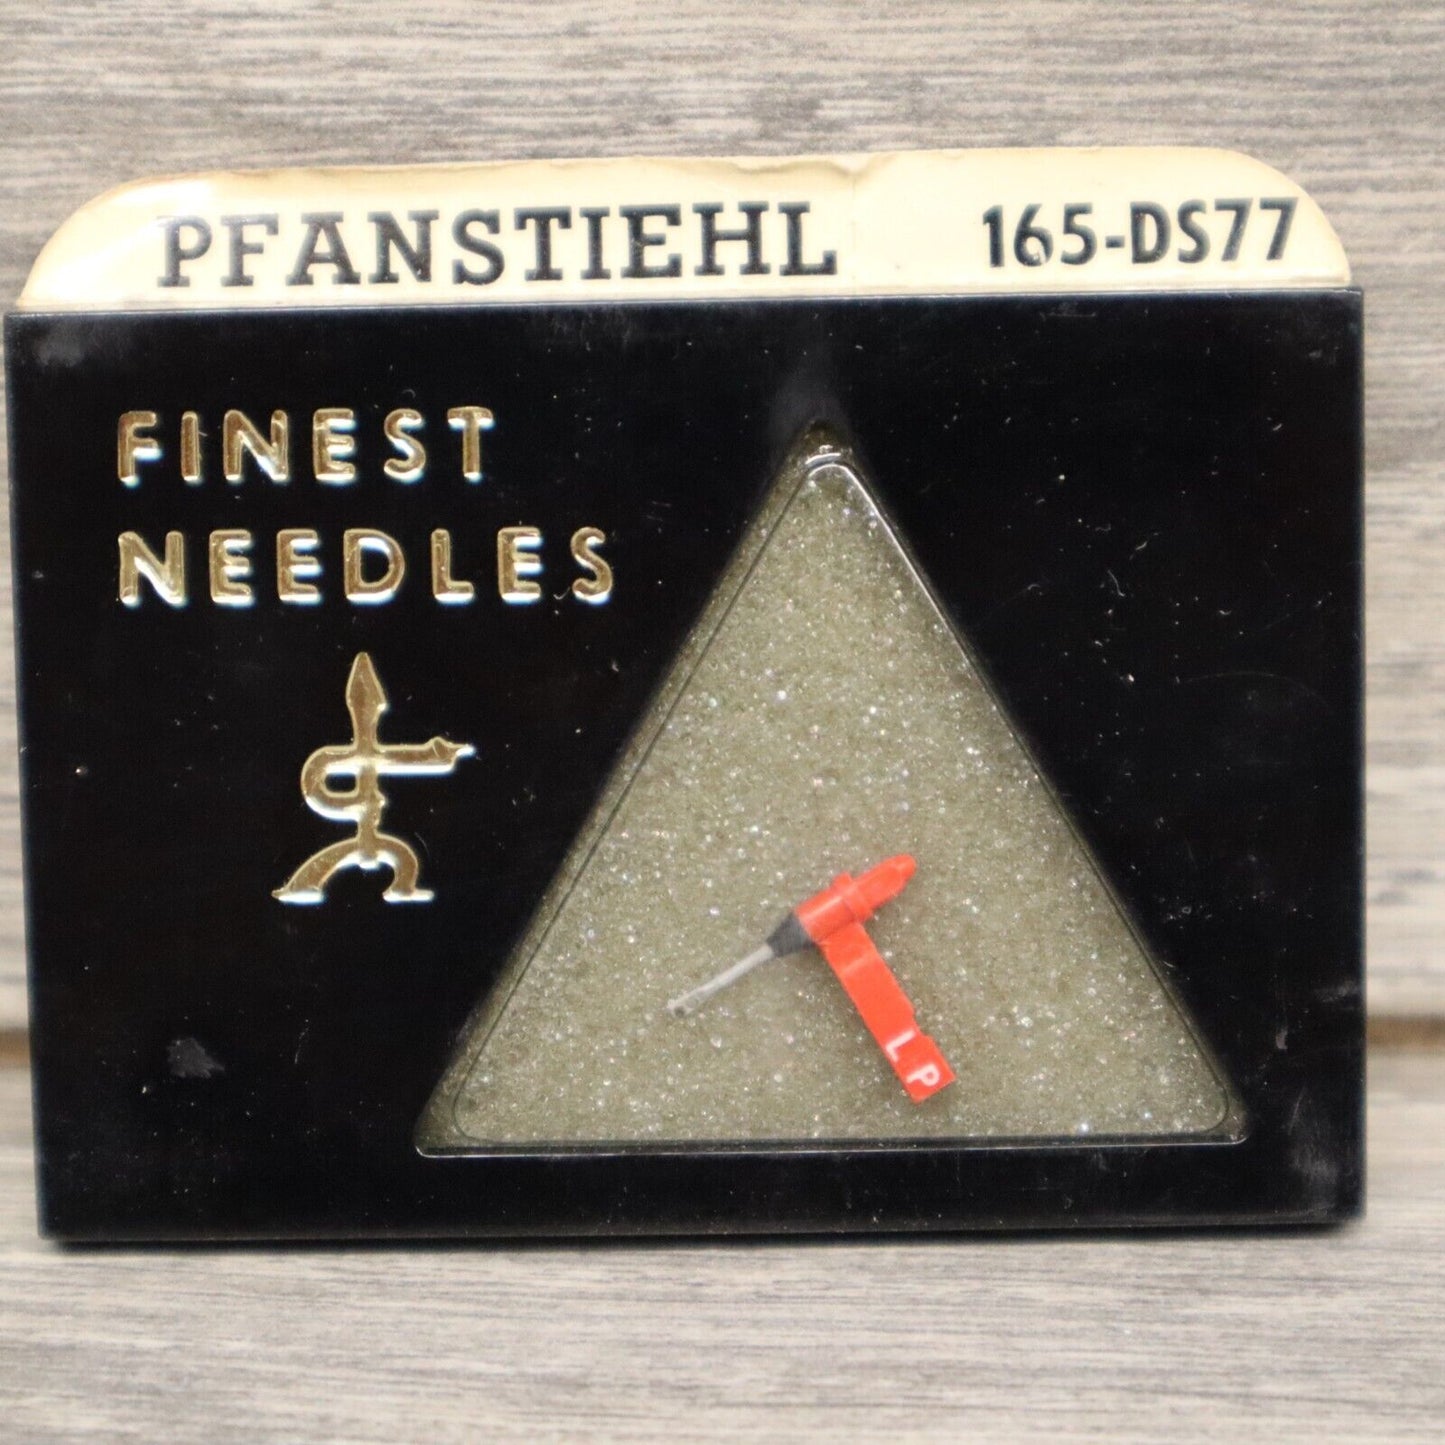 PFANSTIEHL 165-DS77
FINEST
NEEDLES
LP